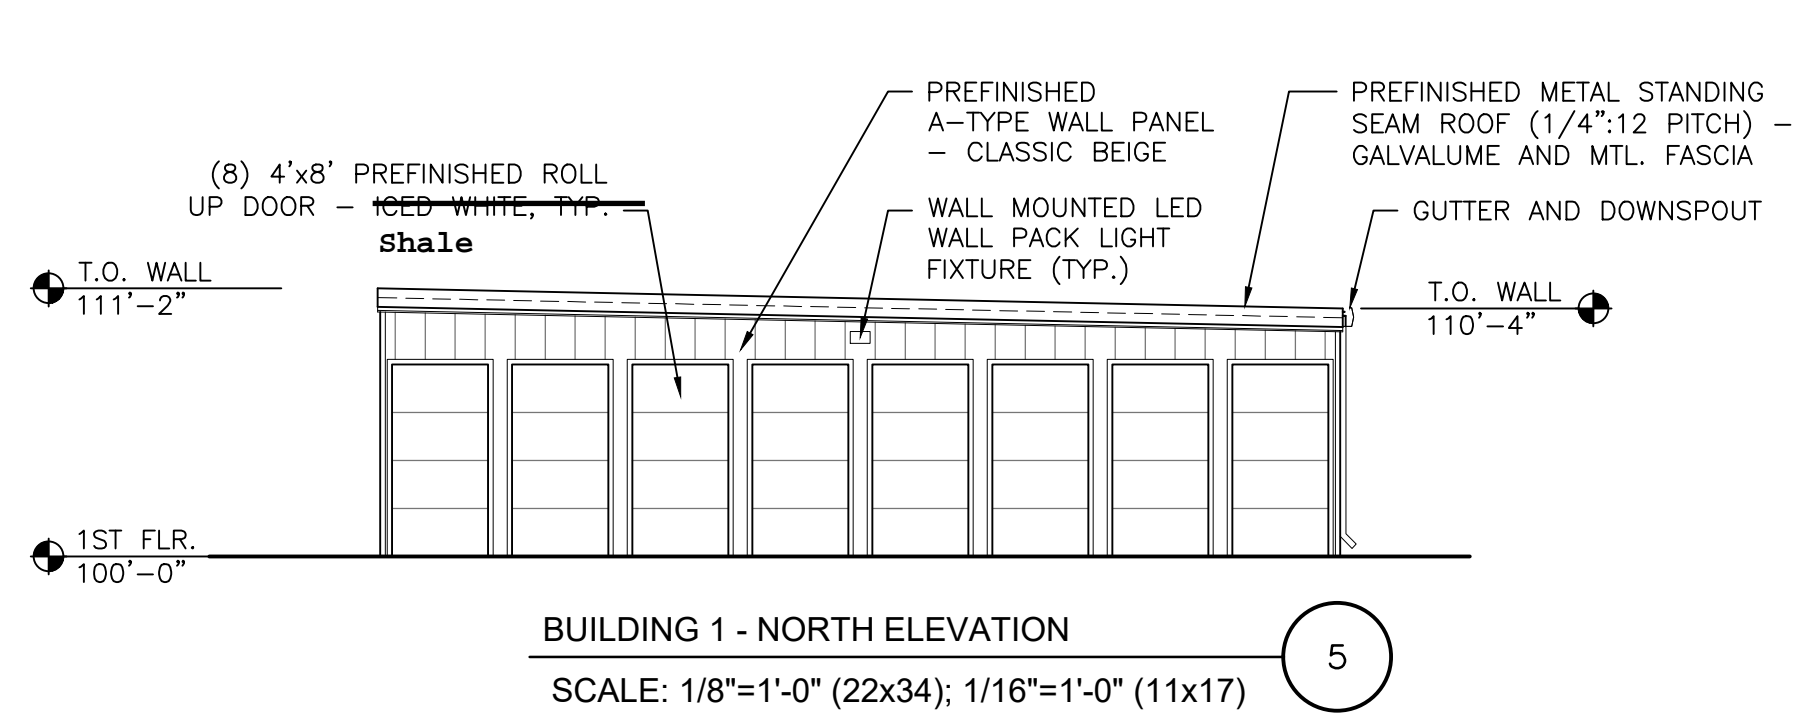 PREFINISHED
A-TYPE WALL PANEL
- CLASSIC BEIGE
PREFINISHED METAL STANDING
SEAM ROOF (1/4":12 PITCH) -
GALVALUME AND MTL. FASCIA
(8) 4'x8' PREFINISHED ROLL
UP DOOR - ICED WHITE, TYP.
Shale
WALL MOUNTED LED
WALL PACK LIGHT
FIXTURE (TYP.)
GUTTER AND DOWNSPOUT
T.O. WALL
111'-2"
T.O. WALL
110'-4"
1ST FLR.
100'-0"
BUILDING 1 - NORTH ELEVATION
5
SCALE: 1/8"=1'-0" (22x34); 1/16"=1'-0" (11x17)